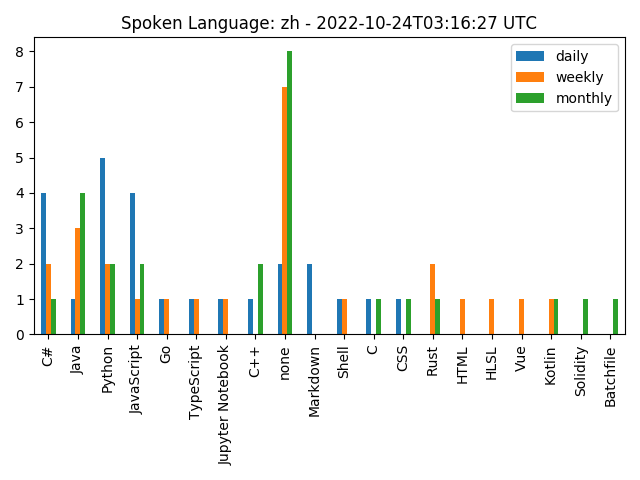 Spoken Language: zh - 2022-10-24T03:16:27 UTC
daily
weekly
monthly
8
7
6
5
4
3
2
1
0
C#
Java
Python
JavaScript
Go
TypeScript
Jupyter Notebook
C++
none
Markdown
Shell
C
CSS
Rust
HTML
HLSL
Vue
Kotlin
Solidity
Batchfile